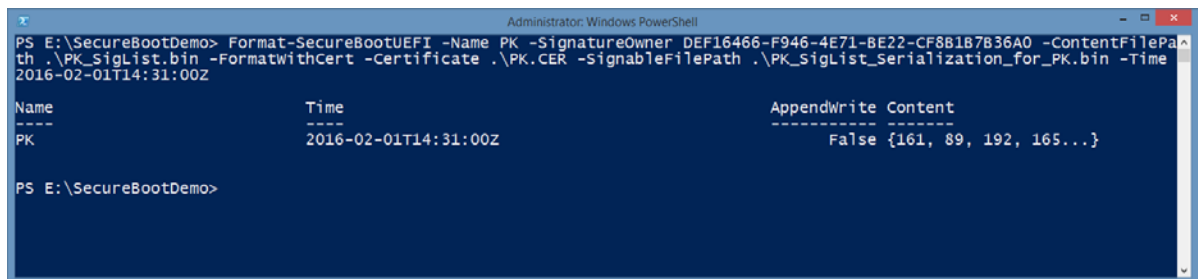 Administrator: Windows PowerShell
PS E:\SecureBootDemo> Format-SecureBootUEFI -Name PK -SignatureOwner DEF16466-F946-4E71-BE22-CF8B1B7B36A0 -ContentFilePa
th .\PK_SigList.bin -FormatWithCert -Certificate .\PK.CER -SignableFilePath .\PK_SigList_Serialization_for_PK.bin -Time
2016-02-01T14:31:00Z
Name Time AppendWrite Content
---- ---- ----------- -------
PK 2016-02-01T14:31:00Z False {161, 89, 192, 165...}
PS E:\SecureBootDemo>